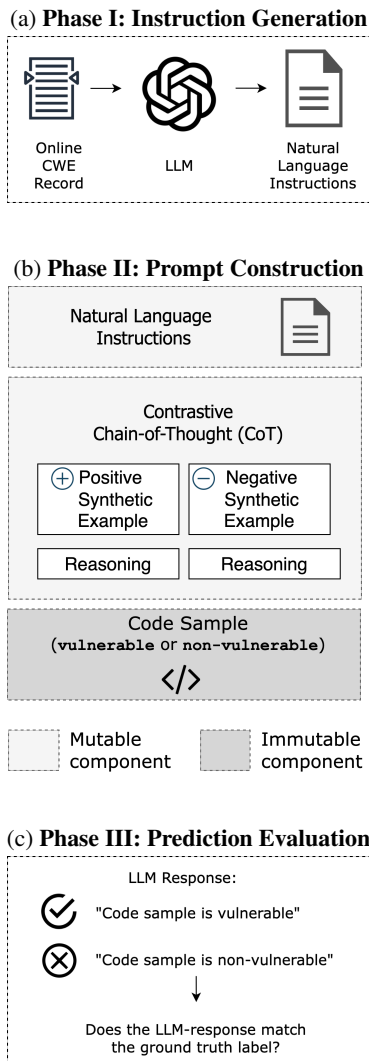 (a) Phase I: Instruction Generation
Online
CWE
Record
LLM
Natural
Language
Instructions
(b) Phase II: Prompt Construction
Natural Language
Instructions
Contrastive
Chain-of-Thought (CoT)
Positive
Synthetic
Example
Negative
Synthetic
Example
Reasoning
Reasoning
Code Sample
(vulnerable or non-vulnerable)
</>
Mutable
component
Immutable
component
(c) Phase III: Prediction Evaluation
LLM Response:
"Code sample is vulnerable"
"Code sample is non-vulnerable"
Does the LLM-response match
the ground truth label?